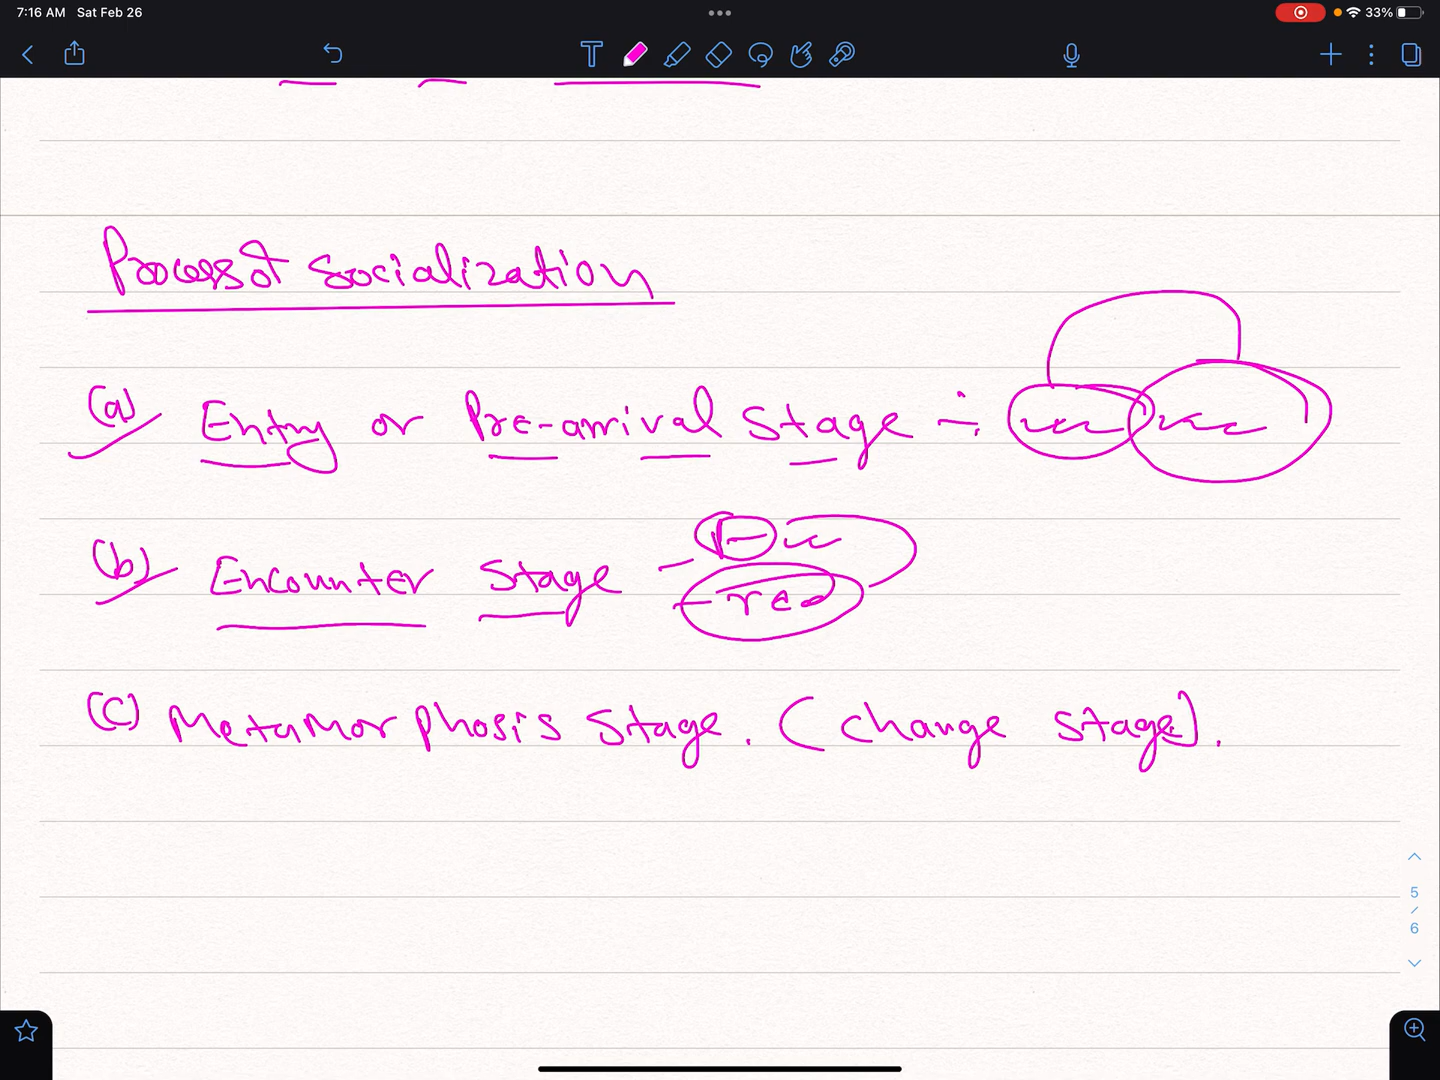 7:16 AM Sat Feb 26
33%
Process of Socialization
(a) Entry or Pre-arrival Stage :-
(b) Encounter Stage -
(c) Metamorphosis Stage. (Change Stage).
5
/
6